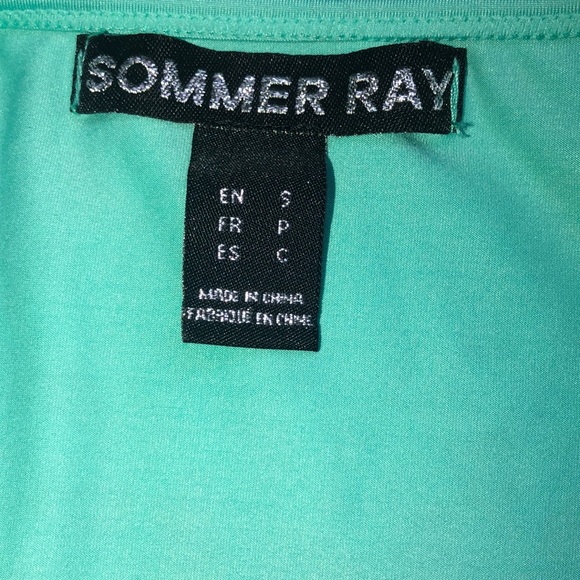 SOMMER RAY
EN S
FR P
ES C
MADE IN CHINA
FABRIQUÉ EN CHINE